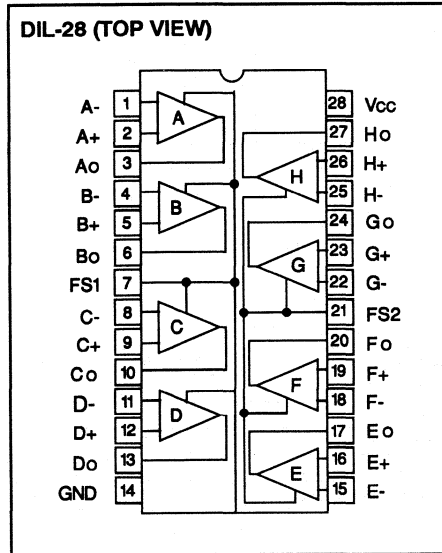 DIL-28 (TOP VIEW)
A- 1 28 Vcc
A+ 2 A 27 Ho
Ao 3 26 H+
B- 4 H 25 H-
B+ 5 B 24 Go
Bo 6 23 G+
FS1 7 G 22 G-
C- 8 21 FS2
C+ 9 C 20 Fo
Co 10 19 F+
D- 11 F 18 F-
D+ 12 D 17 Eo
Do 13 16 E+
GND 14 E 15 E-